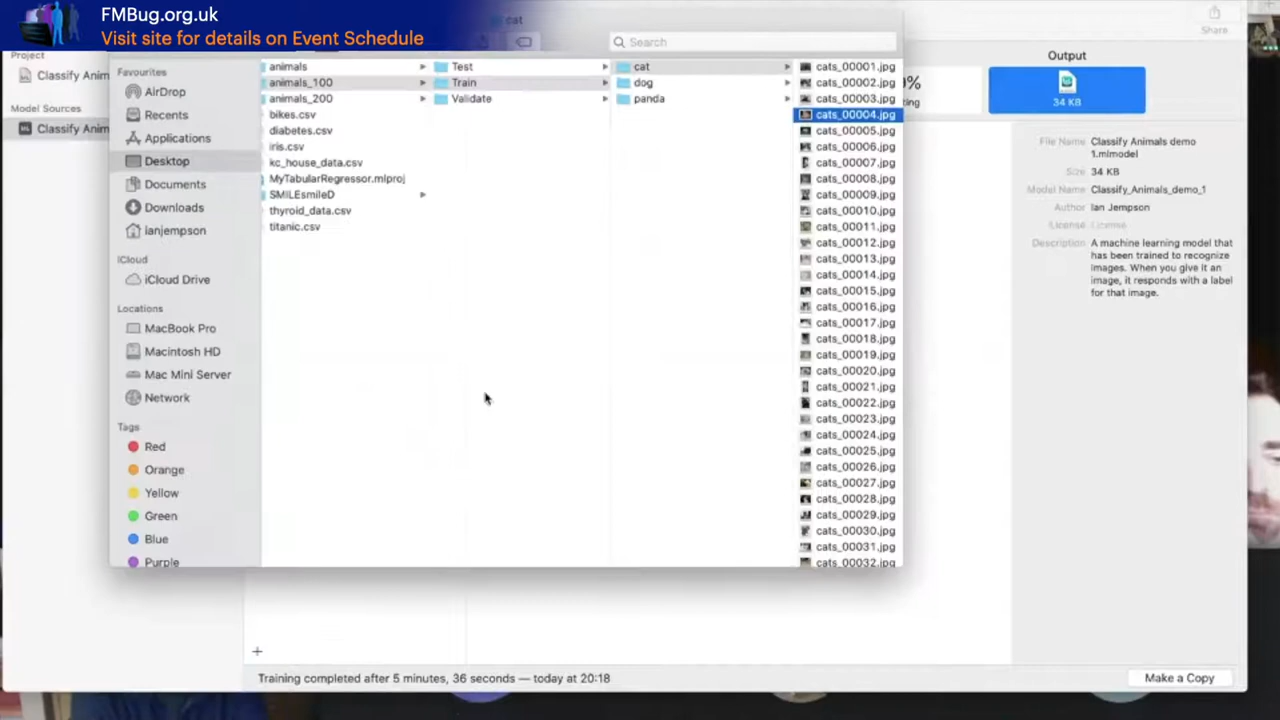 FMBug.org.uk
Visit site for details on Event Schedule
cat
Search
Share
Project
Classify Anim
Model Sources
Classify Anim
Favourites
AirDrop
Recents
Applications
Desktop
Documents
Downloads
ianjempson
iCloud
iCloud Drive
Locations
MacBook Pro
Macintosh HD
Mac Mini Server
Network
Tags
Red
Orange
Yellow
Green
Blue
Purple
animals
animals_100
animals_200
bikes.csv
diabetes.csv
iris.csv
kc_house_data.csv
MyTabularRegressor.mlproj
SMILEsmileD
thyroid_data.csv
titanic.csv
Test
Train
Validate
cat
dog
panda
cats_00001.jpg
cats_00002.jpg
cats_00003.jpg
cats_00004.jpg
cats_00005.jpg
cats_00006.jpg
cats_00007.jpg
cats_00008.jpg
cats_00009.jpg
cats_00010.jpg
cats_00011.jpg
cats_00012.jpg
cats_00013.jpg
cats_00014.jpg
cats_00015.jpg
cats_00016.jpg
cats_00017.jpg
cats_00018.jpg
cats_00019.jpg
cats_00020.jpg
cats_00021.jpg
cats_00022.jpg
cats_00023.jpg
cats_00024.jpg
cats_00025.jpg
cats_00026.jpg
cats_00027.jpg
cats_00028.jpg
cats_00029.jpg
cats_00030.jpg
cats_00031.jpg
cats_00032.jpg
%
zing
Output
34 KB
File Name Classify Animals demo
1.mlmodel
Size 34 KB
Model Name Classify_Animals_demo_1
Author Ian Jempson
License License
Description A machine learning model that
has been trained to recognize
images. When you give it an
image, it responds with a label
for that image.
+
Training completed after 5 minutes, 36 seconds — today at 20:18
Make a Copy